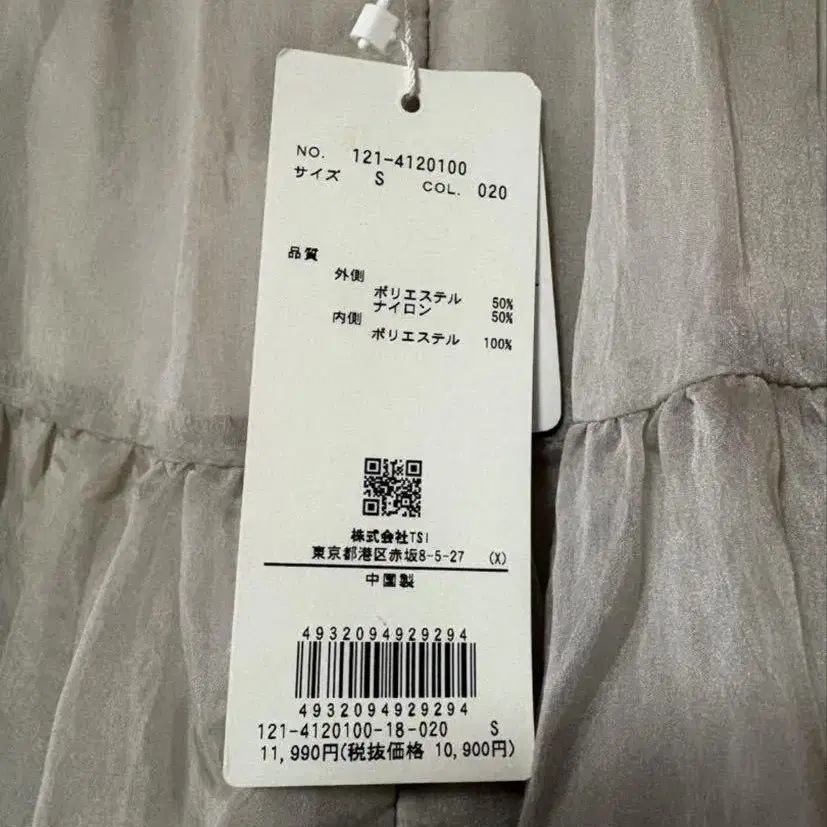 NO. 121-4120100
サイズ S COL. 020
品質
外側
ポリエステル 50%
ナイロン 50%
内側
ポリエステル 100%
株式会社TSI
東京都港区赤坂8-5-27 (X)
中国製
4932094929294
4932094929294
121-4120100-18-020 S
11,990円(税抜価格 10,900円)